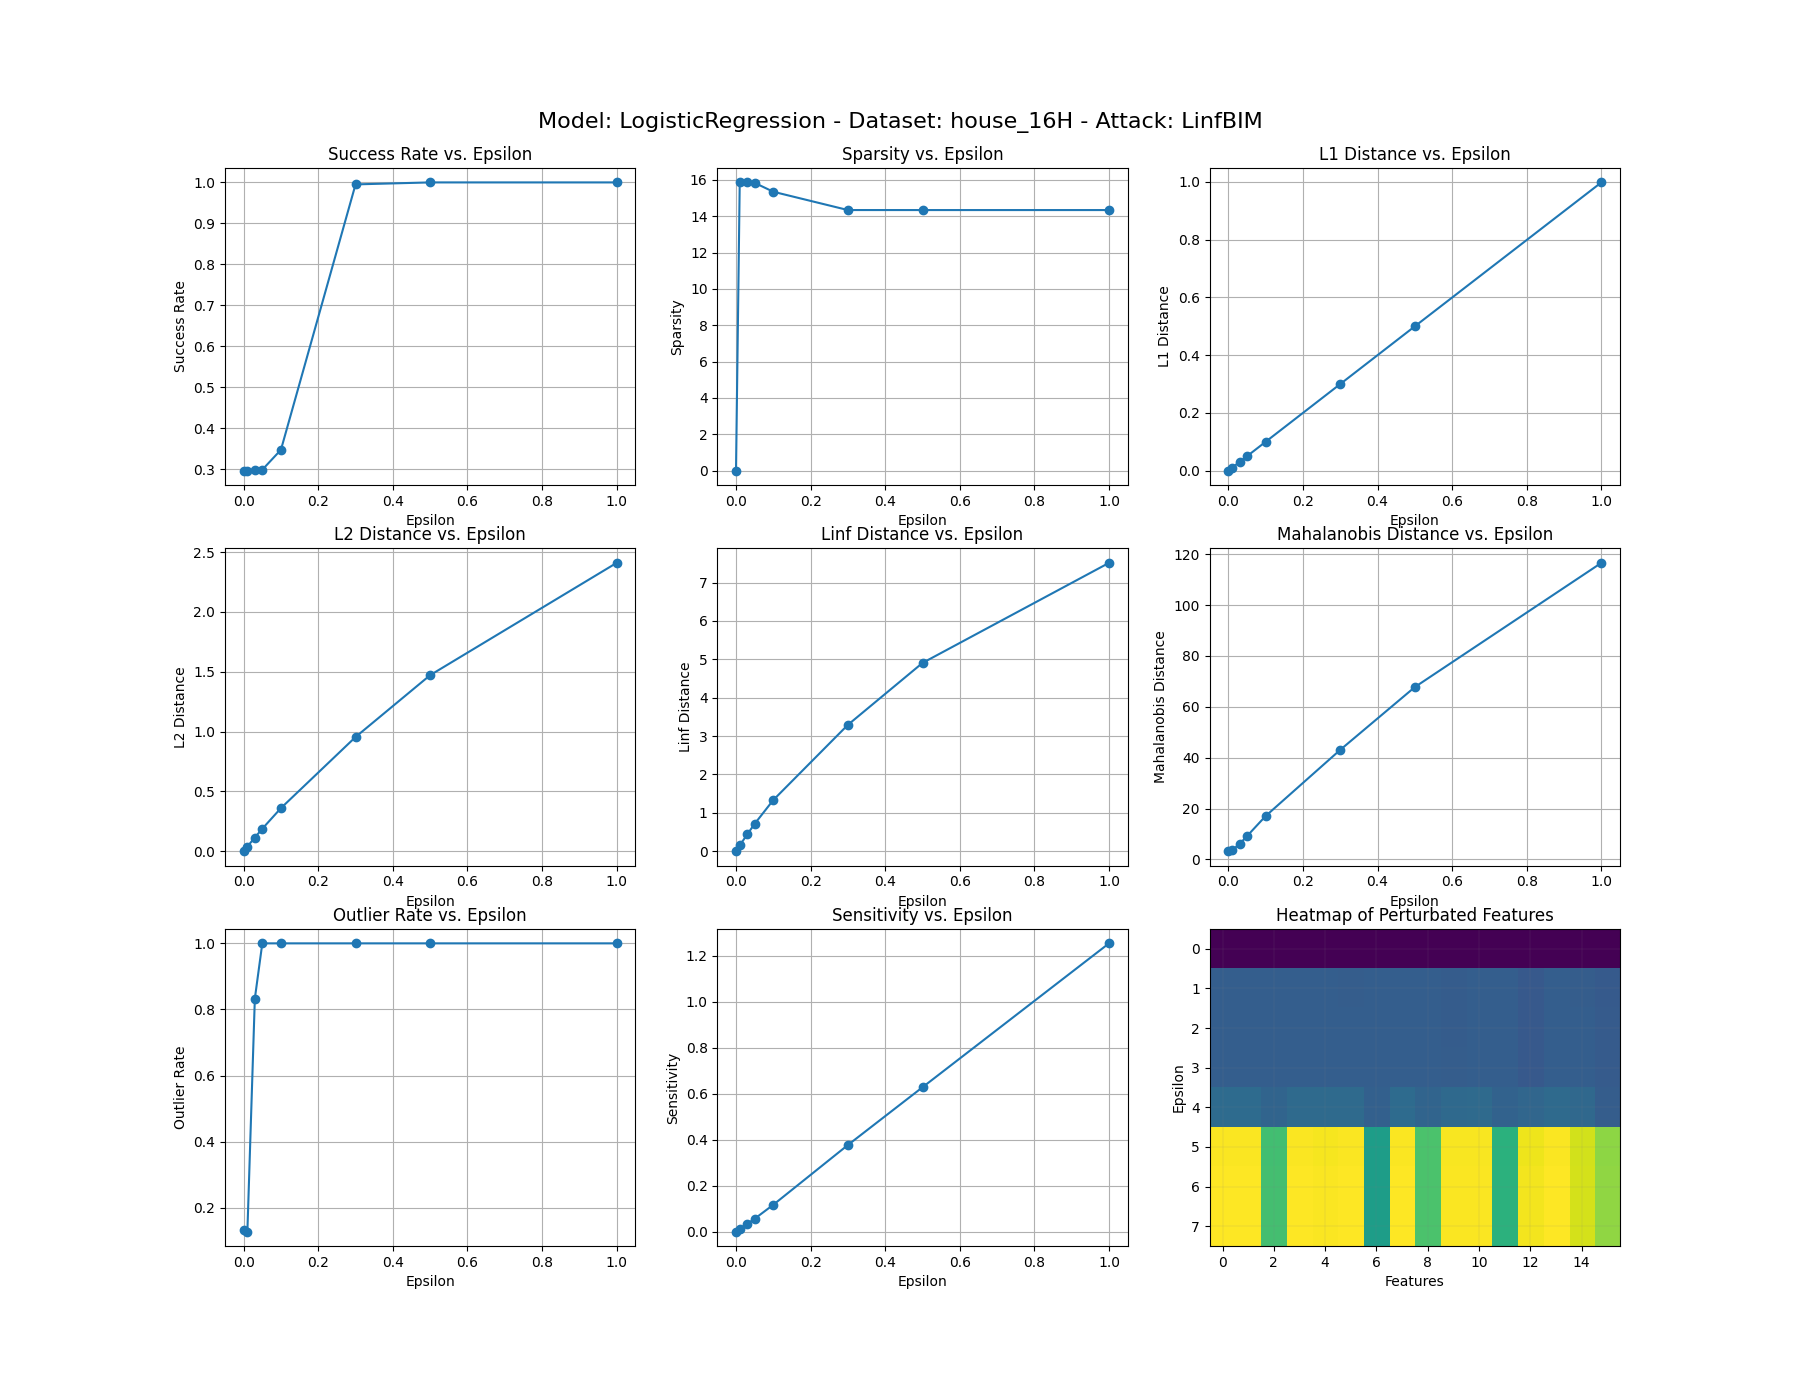 Model: LogisticRegression - Dataset: house_16H - Attack: LinfBIM
Success Rate vs. Epsilon
1.0
0.9
0.8
0.7
0.6
0.5
0.4
0.3
Success Rate
0.0 0.2 0.4 0.6 0.8 1.0
Epsilon
Sparsity vs. Epsilon
16
14
12
10
8
6
4
2
0
Sparsity
0.0 0.2 0.4 0.6 0.8 1.0
Epsilon
L1 Distance vs. Epsilon
1.0
0.8
0.6
0.4
0.2
0.0
L1 Distance
0.0 0.2 0.4 0.6 0.8 1.0
Epsilon
L2 Distance vs. Epsilon
2.5
2.0
1.5
1.0
0.5
0.0
L2 Distance
0.0 0.2 0.4 0.6 0.8 1.0
Epsilon
Linf Distance vs. Epsilon
7
6
5
4
3
2
1
0
Linf Distance
0.0 0.2 0.4 0.6 0.8 1.0
Epsilon
Mahalanobis Distance vs. Epsilon
120
100
80
60
40
20
0
Mahalanobis Distance
0.0 0.2 0.4 0.6 0.8 1.0
Epsilon
Outlier Rate vs. Epsilon
1.0
0.8
0.6
0.4
0.2
Outlier Rate
0.0 0.2 0.4 0.6 0.8 1.0
Epsilon
Sensitivity vs. Epsilon
1.2
1.0
0.8
0.6
0.4
0.2
0.0
Sensitivity
0.0 0.2 0.4 0.6 0.8 1.0
Epsilon
Heatmap of Perturbated Features
0
1
2
3
4
5
6
7
Epsilon
0 2 4 6 8 10 12 14
Features